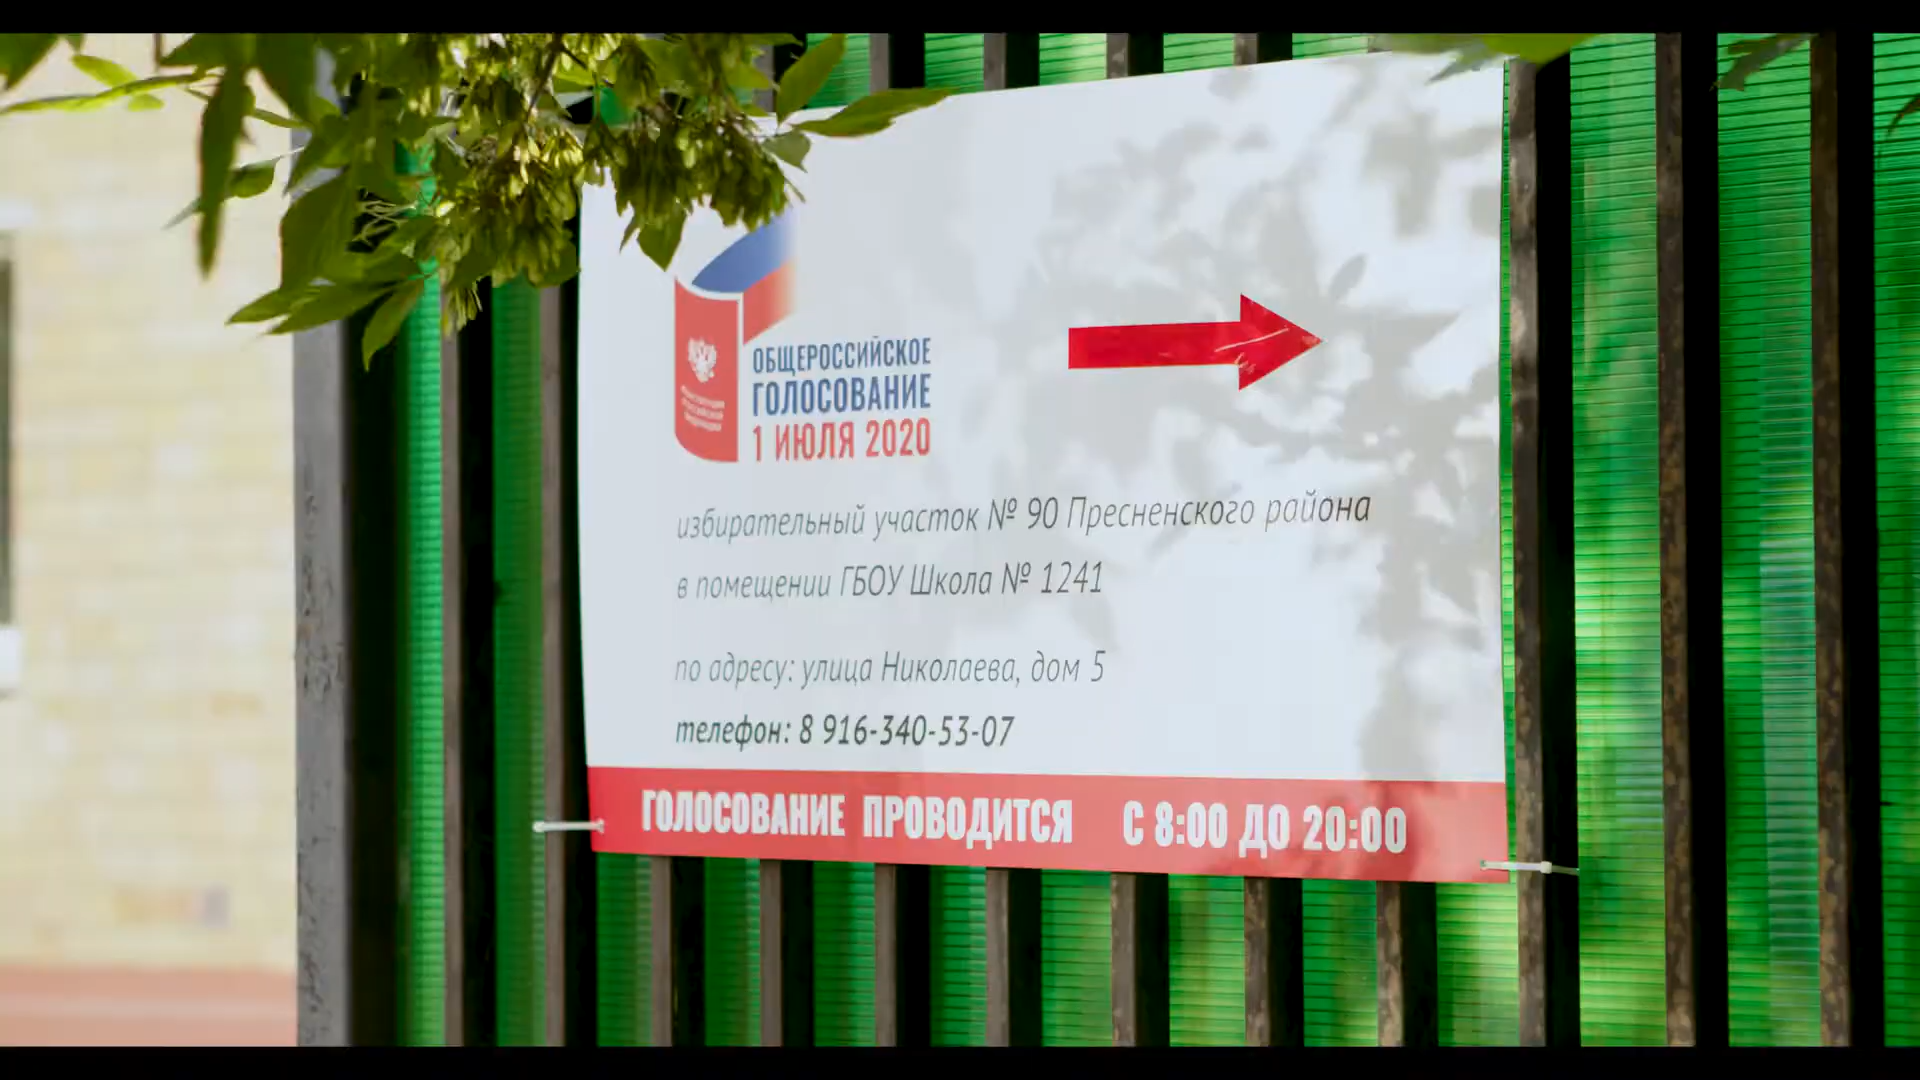 ОБЩЕРОССИЙСКОЕ
ГОЛОСОВАНИЕ
1 ИЮЛЯ 2020
избирательный участок № 90 Пресненского района
в помещении ГБОУ Школа № 1241
по адресу: улица Николаева, дом 5
телефон: 8 916-340-53-07
ГОЛОСОВАНИЕ ПРОВОДИТСЯ С 8:00 ДО 20:00